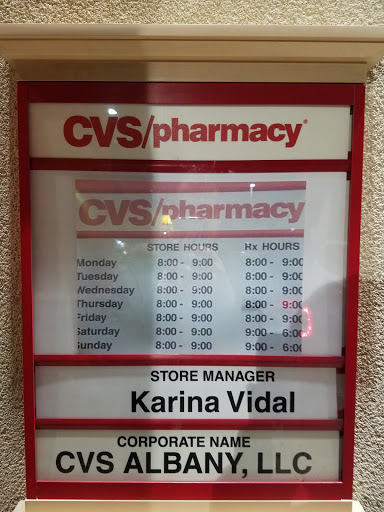 CVS/pharmacy®
CVS/pharmacy
STORE HOURS Rx HOURS
Monday 8:00 - 9:00 8:00 - 9:00
Tuesday 8:00 - 9:00 8:00 - 9:00
Wednesday 8:00 - 9:00 8:00 - 9:00
Thursday 8:00 - 9:00 8:00 - 9:00
Friday 8:00 - 9:00 8:00 - 9:00
Saturday 8:00 - 9:00 9:00 - 6:00
Sunday 8:00 - 9:00 9:00 - 6:00
STORE MANAGER
Karina Vidal
CORPORATE NAME
CVS ALBANY, LLC